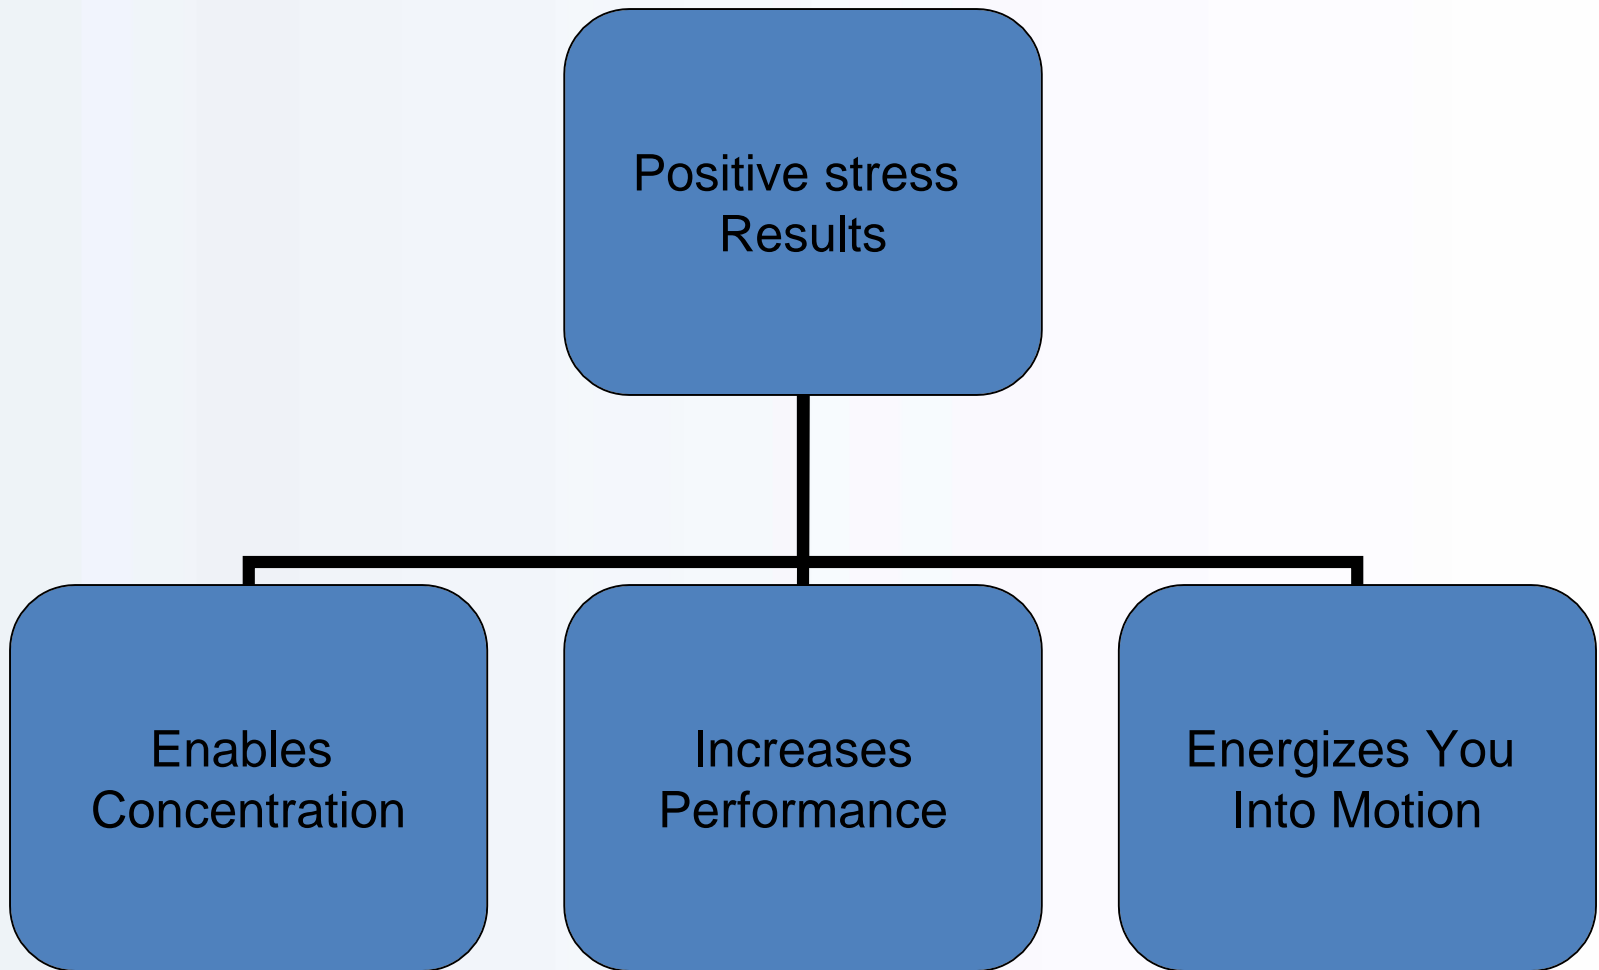 Positive stress
Results
Enables
Concentration
Increases
Performance
Energizes You
Into Motion